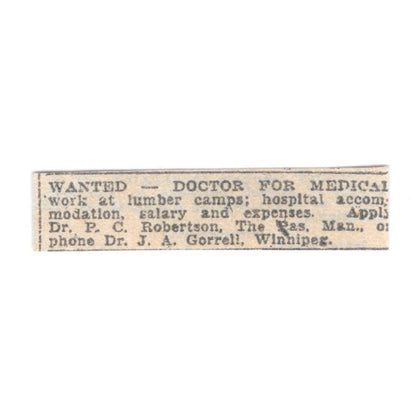 WANTED — DOCTOR FOR MEDICAL
work at lumber camps; hospital accom-
modation, salary and expenses. Apply
Dr. P. C. Robertson, The Pas, Man., or
phone Dr. J. A. Gorrell, Winnipeg.